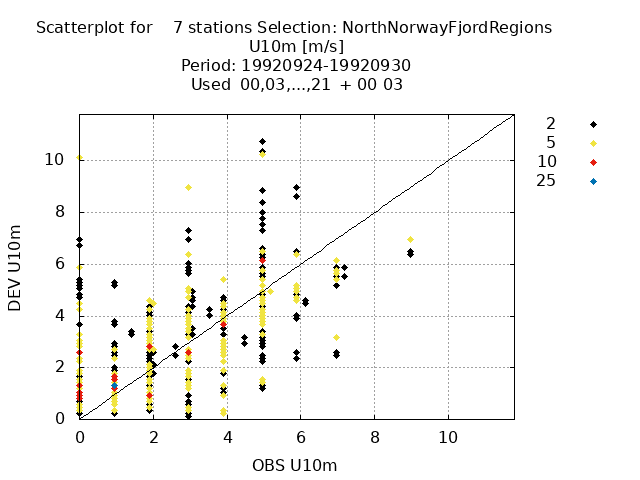 Scatterplot for 7 stations Selection: NorthNorwayFjordRegions
U10m [m/s]
Period: 19920924-19920930
Used 00,03,...,21 + 00 03
2
5
10
25
10
8
6
4
2
0
DEV U10m
0 2 4 6 8 10
OBS U10m